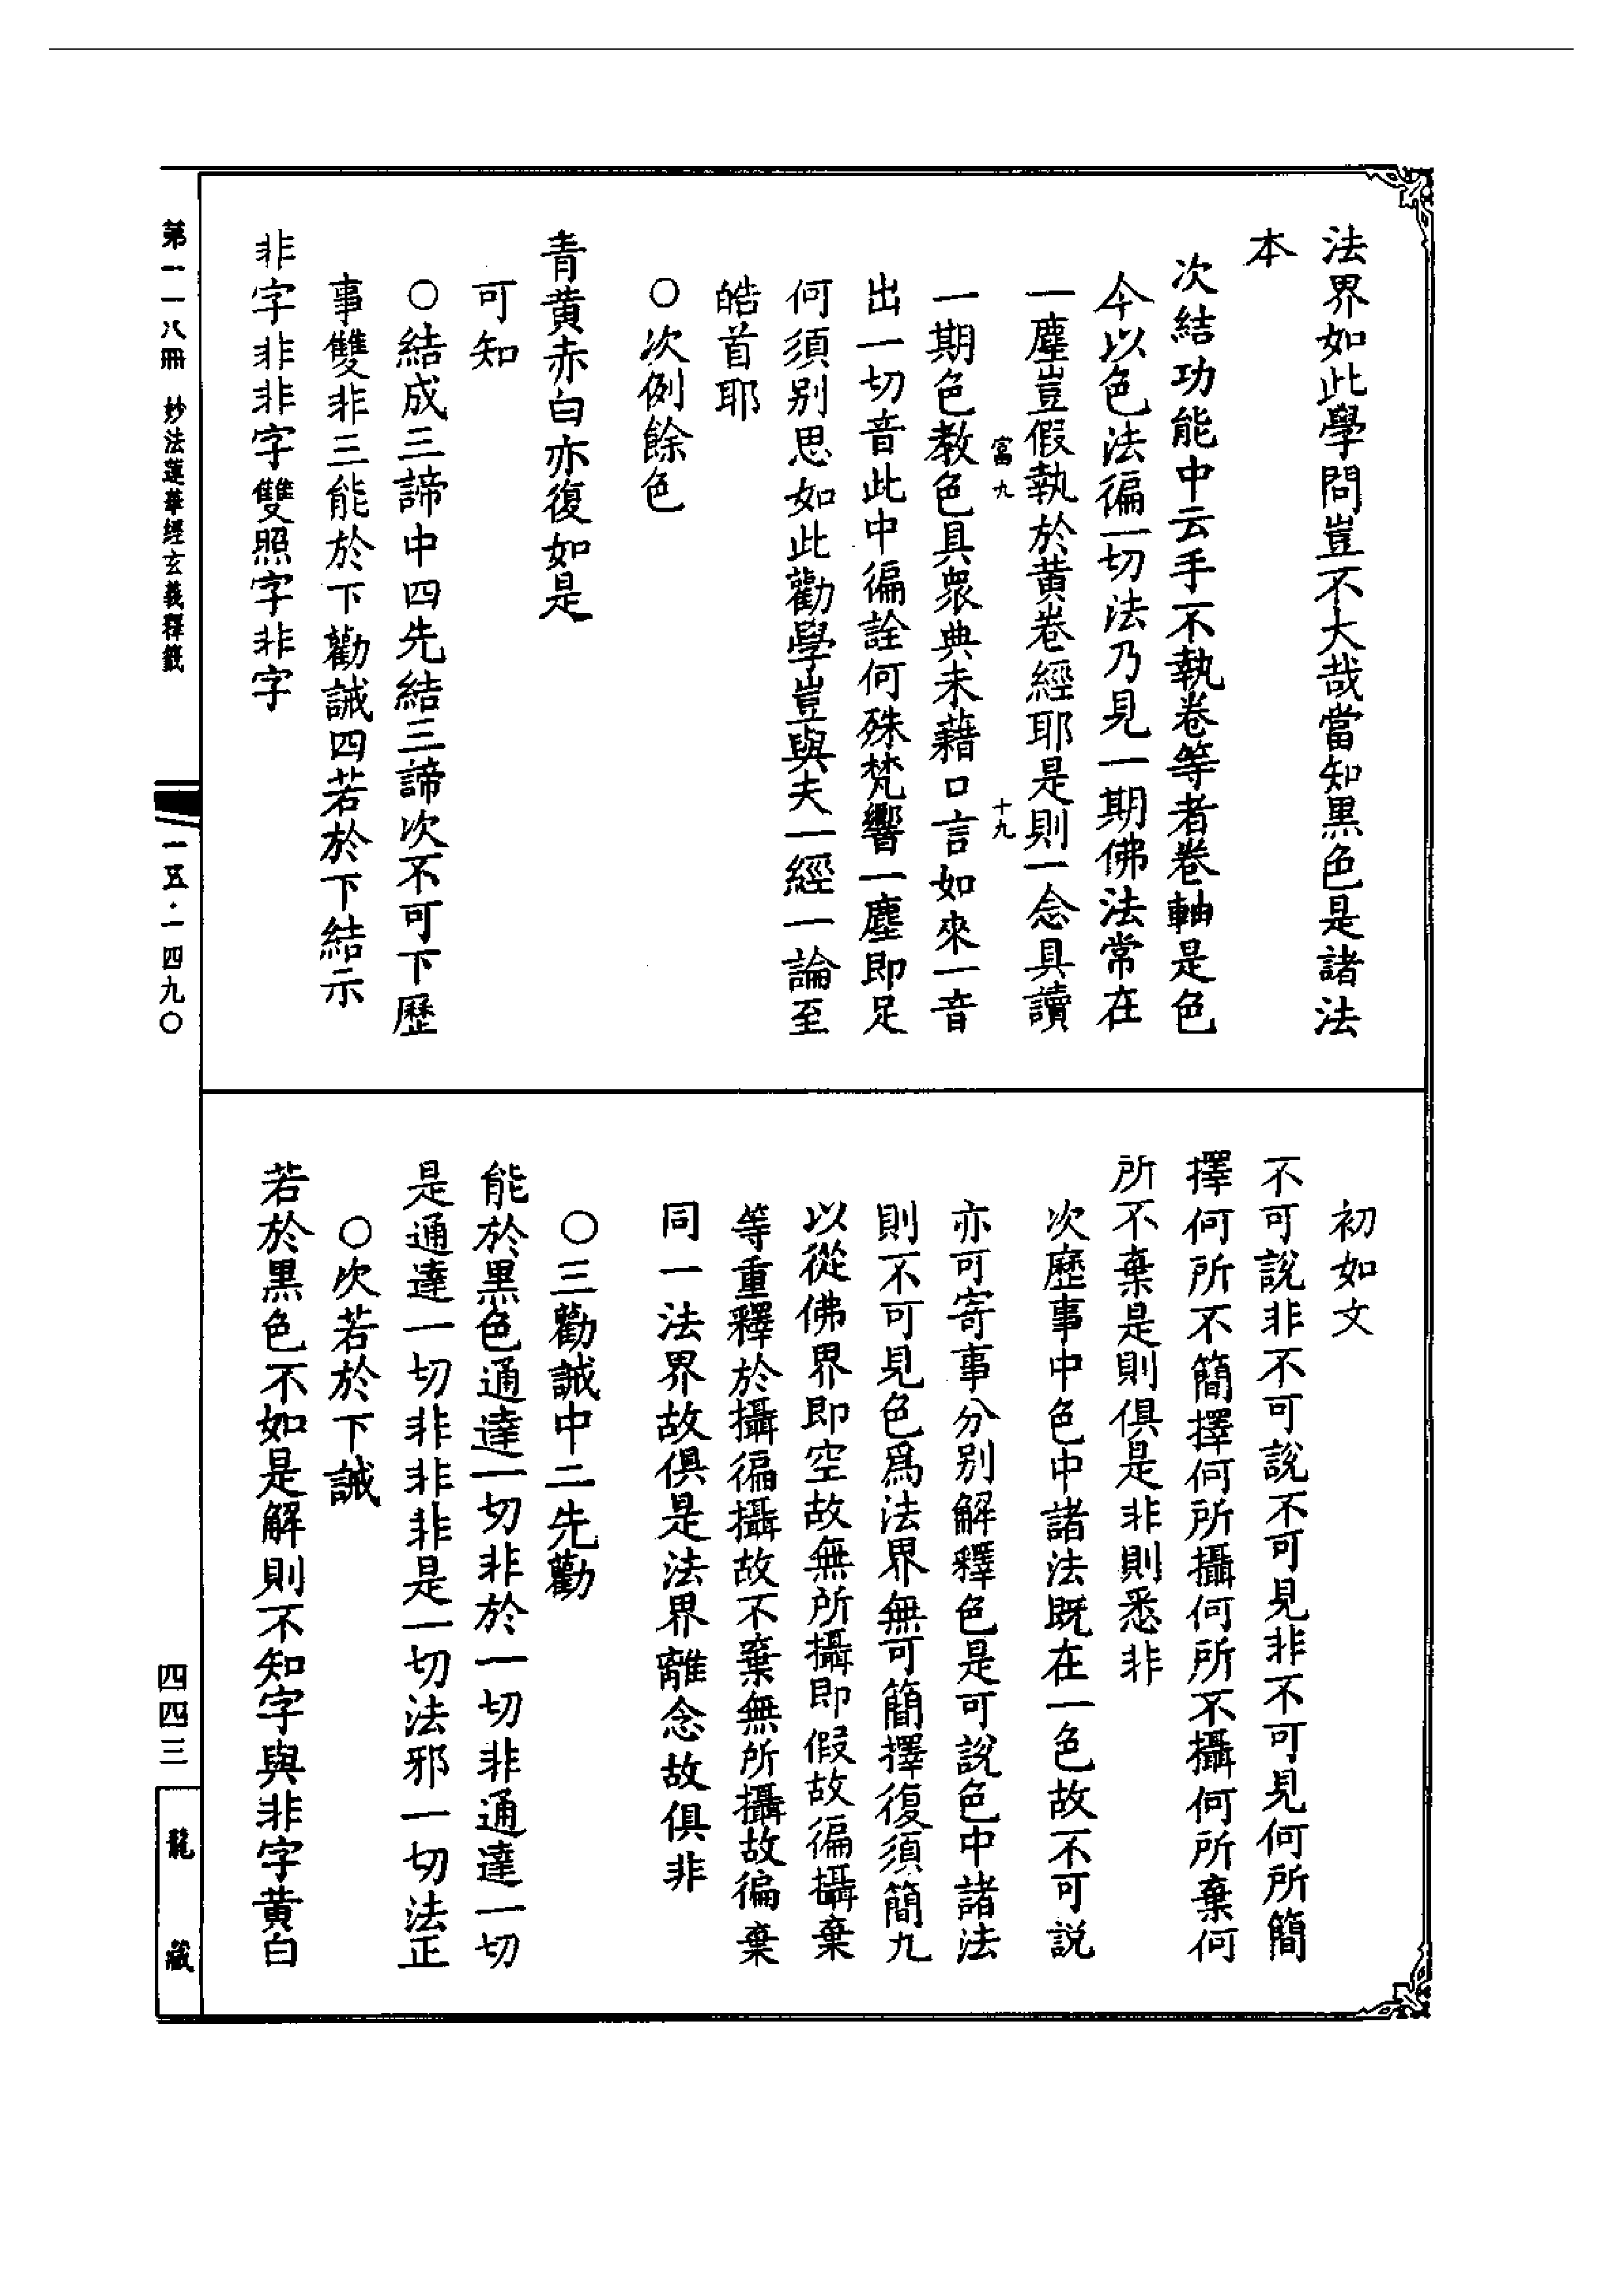 法界如此學問豈不大哉當知黒色是諸法
本
次結功能中云手不執卷等者卷軸是色
今以色法徧一切法乃見一期佛法常在
一塵豈假執於黄卷經耶是則一念具讀
富九
十九
一期色教色具衆典未藉口言如來一音
出一切音此中徧詮何殊梵響一塵即足
何須别思如此勸學豈與夫一經一論至
皓首耶
○次例餘色
青黄赤白亦復如是
可知
○結成三諦中四先結三諦次不可下歷
事雙非三能於下勸誡四若於下結示
非字非非字雙照字非字
初如文
不可說非不可說不可見非不可見何所簡
擇何所不簡擇何所攝何所不攝何所棄何
所不棄是則俱是非則悉非
次歷事中色中諸法既在一色故不可説
亦可寄事分别解釋色是可説色中諸法
則不可見色爲法界無可簡擇復須簡九
以從佛界即空故無所攝即假故徧攝棄
等重釋於攝徧攝故不棄無所攝故徧棄
同一法界故俱是法界離念故俱非
○三勸誡中二先勸
能於黒色通達一切非於一切非通達一切
是通達一切非非非是一切法邪一切法正
○次若於下誡
若於黒色不如是解則不知字與非字黄白
第一一八冊 妙法蓮華經玄義釋籤
一五·一四九〇
四四三
龍藏